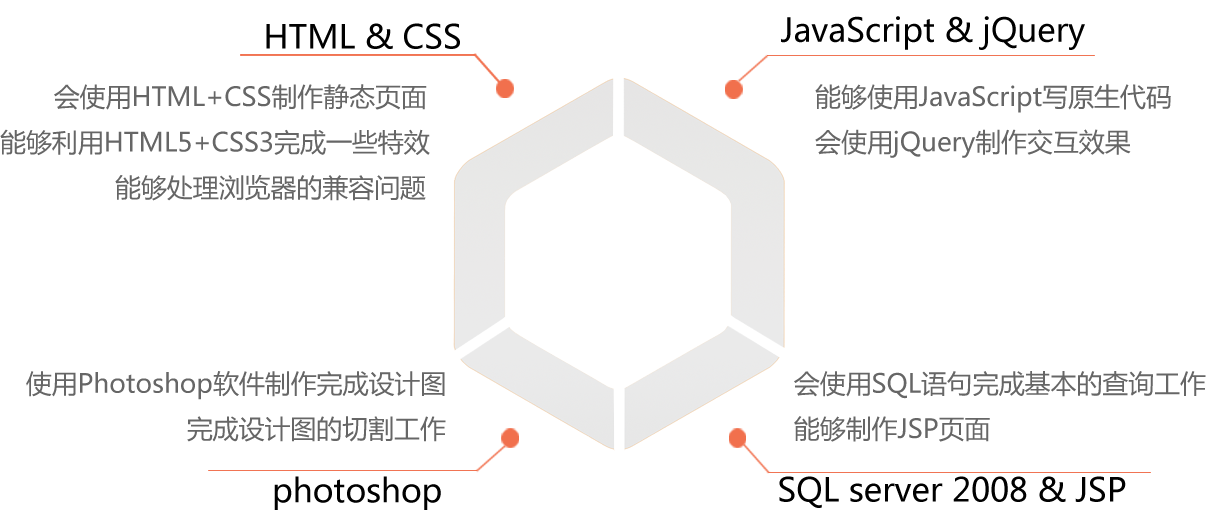 HTML & CSS
会使用HTML+CSS制作静态页面
能够利用HTML5+CSS3完成一些特效
能够处理浏览器的兼容问题
JavaScript & jQuery
能够使用JavaScript写原生代码
会使用jQuery制作交互效果
使用Photoshop软件制作完成设计图
完成设计图的切割工作
photoshop
会使用SQL语句完成基本的查询工作
能够制作JSP页面
SQL server 2008 & JSP